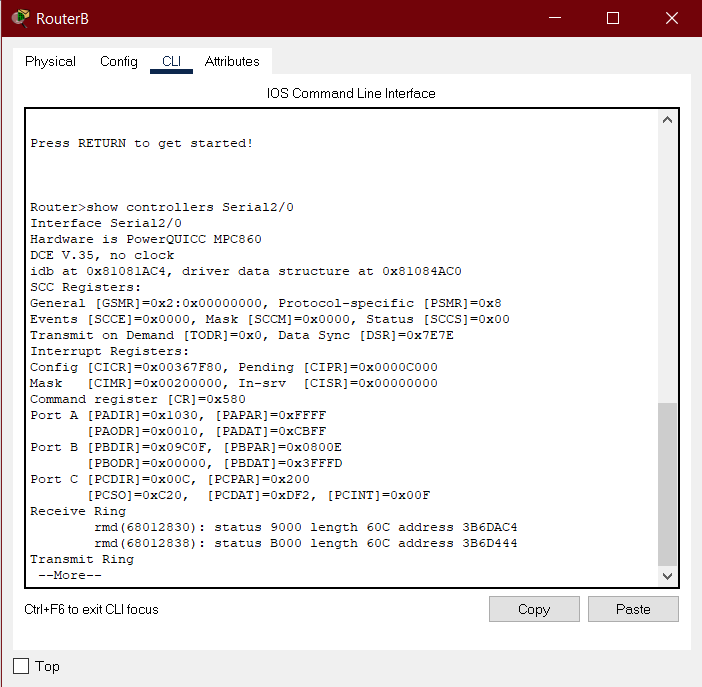 RouterB
Physical Config CLI Attributes
IOS Command Line Interface
Press RETURN to get started!
Router>show controllers Serial2/0
Interface Serial2/0
Hardware is PowerQUICC MPC860
DCE V.35, no clock
idb at 0x81081AC4, driver data structure at 0x81084AC0
SCC Registers:
General [GSMR]=0x2:0x00000000, Protocol-specific [PSMR]=0x8
Events [SCCE]=0x0000, Mask [SCCM]=0x0000, Status [SCCS]=0x00
Transmit on Demand [TODR]=0x0, Data Sync [DSR]=0x7E7E
Interrupt Registers:
Config [CICR]=0x00367F80, Pending [CIPR]=0x0000C000
Mask   [CIMR]=0x00200000, In-srv  [CISR]=0x00000000
Command register [CR]=0x580
Port A [PADIR]=0x1030, [PAPAR]=0xFFFF
       [PAODR]=0x0010, [PADAT]=0xCBFF
Port B [PBDIR]=0x09C0F, [PBPAR]=0x0800E
       [PBODR]=0x00000, [PBDAT]=0x3FFFD
Port C [PCDIR]=0x00C, [PCPAR]=0x200
       [PCSO]=0xC20,  [PCDAT]=0xDF2, [PCINT]=0x00F
Receive Ring
        rmd(68012830): status 9000 length 60C address 3B6DAC4
        rmd(68012838): status B000 length 60C address 3B6D444
Transmit Ring
 --More--
Ctrl+F6 to exit CLI focus
Copy Paste
Top